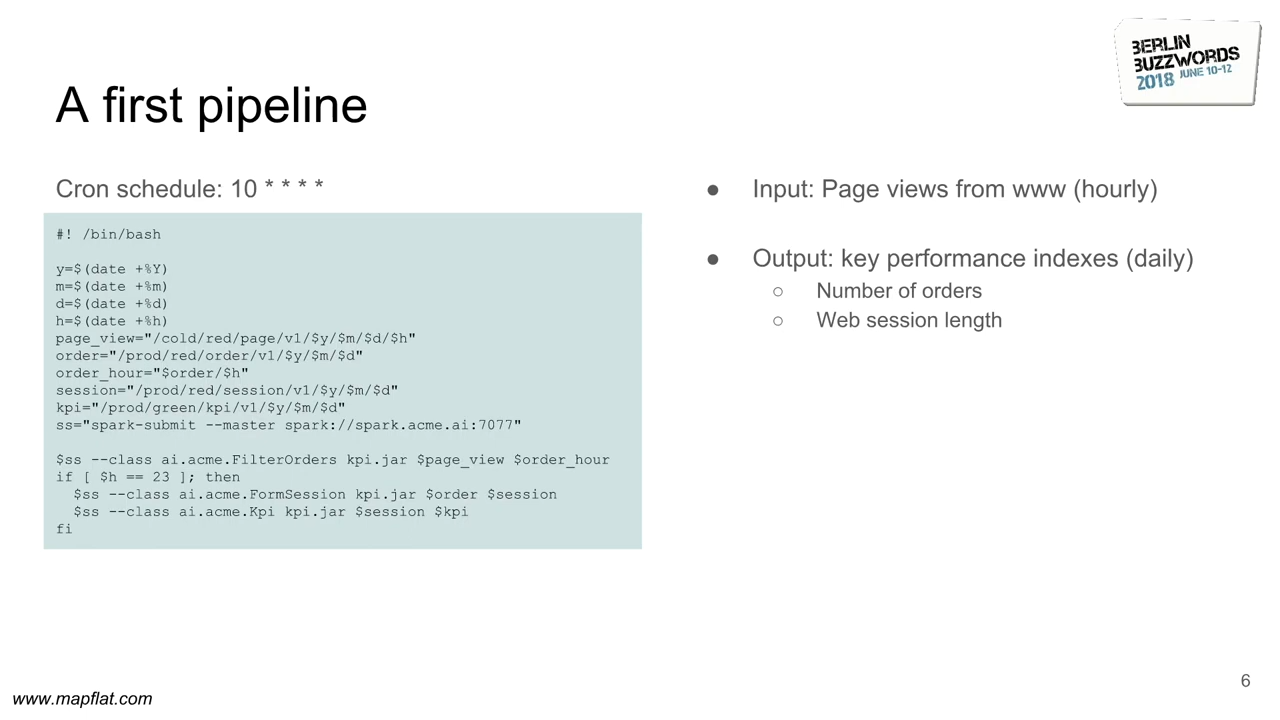 BERLIN
BUZZWORDS
2018 JUNE 10-12
A first pipeline
Cron schedule: 10 * * * *
#! /bin/bash
y=$(date +%Y)
m=$(date +%m)
d=$(date +%d)
h=$(date +%h)
page_view="/cold/red/page/v1/$y/$m/$d/$h"
order="/prod/red/order/v1/$y/$m/$d"
order_hour="$order/$h"
session="/prod/red/session/v1/$y/$m/$d"
kpi="/prod/green/kpi/v1/$y/$m/$d"
ss="spark-submit --master spark://spark.acme.ai:7077"
$ss --class ai.acme.FilterOrders kpi.jar $page_view $order_hour
if [ $h == 23 ]; then
  $ss --class ai.acme.FormSession kpi.jar $order $session
  $ss --class ai.acme.Kpi kpi.jar $session $kpi
fi
● Input: Page views from www (hourly)
● Output: key performance indexes (daily)
○ Number of orders
○ Web session length
www.mapflat.com
6